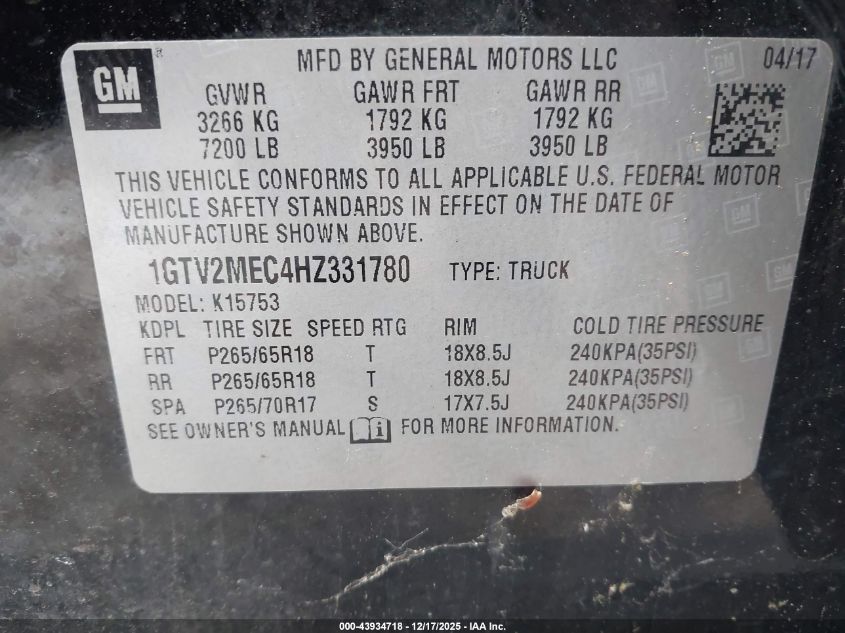 GM® MFD BY GENERAL MOTORS LLC 04/17
GVWR GAWR FRT GAWR RR
3266 KG 1792 KG 1792 KG
7200 LB 3950 LB 3950 LB
THIS VEHICLE CONFORMS TO ALL APPLICABLE U.S. FEDERAL MOTOR
VEHICLE SAFETY STANDARDS IN EFFECT ON THE DATE OF
MANUFACTURE SHOWN ABOVE.
1GTV2MEC4HZ331780 TYPE: TRUCK
MODEL: K15753
KDPL TIRE SIZE SPEED RTG RIM COLD TIRE PRESSURE
FRT P265/65R18 T 18X8.5J 240KPA(35PSI)
RR P265/65R18 T 18X8.5J 240KPA(35PSI)
SPA P265/70R17 S 17X7.5J 240KPA(35PSI)
SEE OWNER'S MANUAL i FOR MORE INFORMATION.
000-43934718 - 12/17/2025 - IAA Inc.